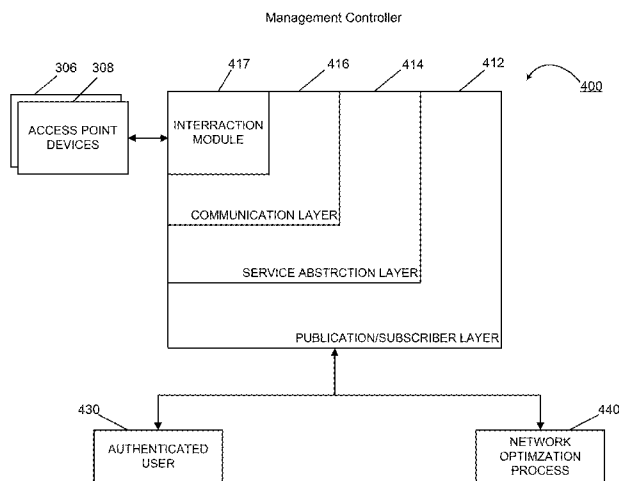 Management Controller
306
308
417
416
414
412
400
ACCESS POINT
DEVICES
INTERRACTION
MODULE
COMMUNICATION LAYER
SERVICE ABSTRCTION LAYER
PUBLICATION/SUBSCRIBER LAYER
430
440
AUTHENTICATED
USER
NETWORK
OPTIMZATION
PROCESS